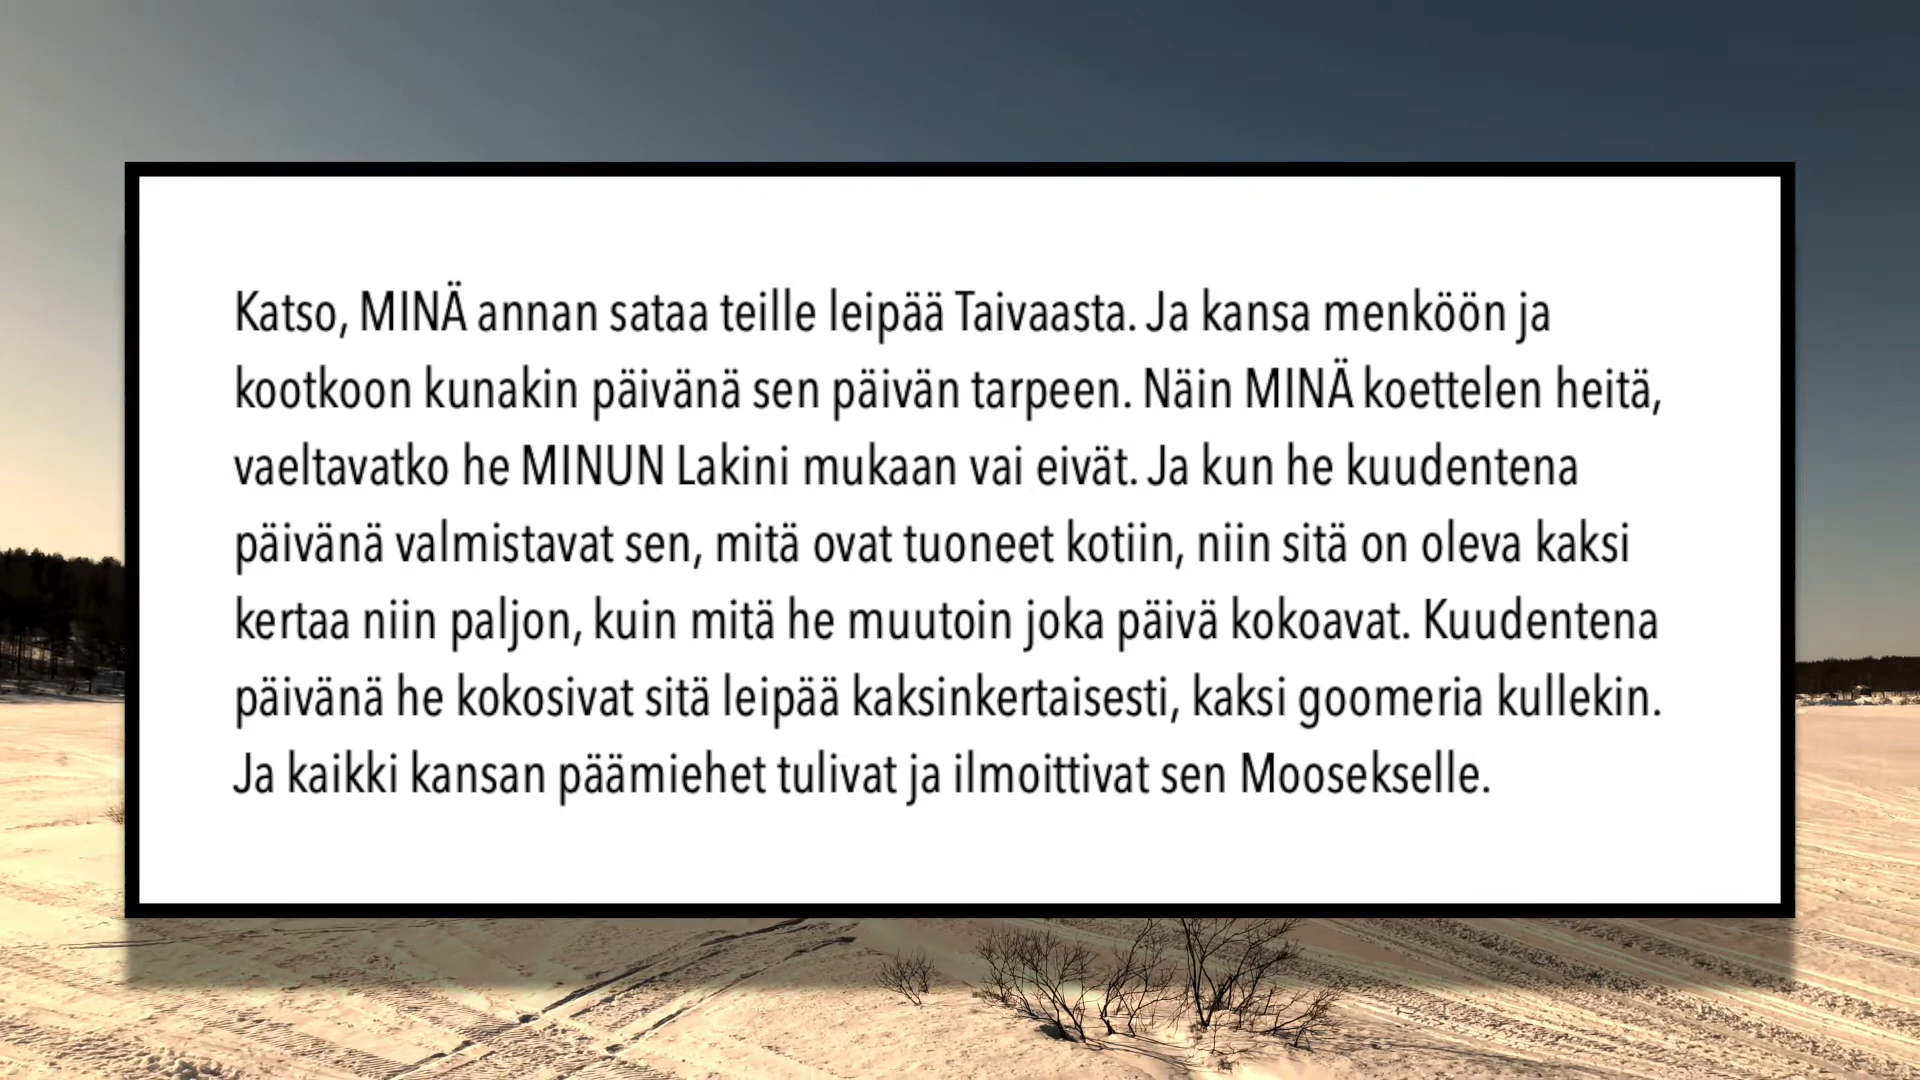 Katso, MINÄ annan sataa teille leipää Taivaasta. Ja kansa menköön ja
kootkoon kunakin päivänä sen päivän tarpeen. Näin MINÄ koettelen heitä,
vaeltavatko he MINUN Lakini mukaan vai eivät. Ja kun he kuudentena
päivänä valmistavat sen, mitä ovat tuoneet kotiin, niin sitä on oleva kaksi
kertaa niin paljon, kuin mitä he muutoin joka päivä kokoavat. Kuudentena
päivänä he kokosivat sitä leipää kaksinkertaisesti, kaksi goomeria kullekin.
Ja kaikki kansan päämiehet tulivat ja ilmoittivat sen Moosekselle.